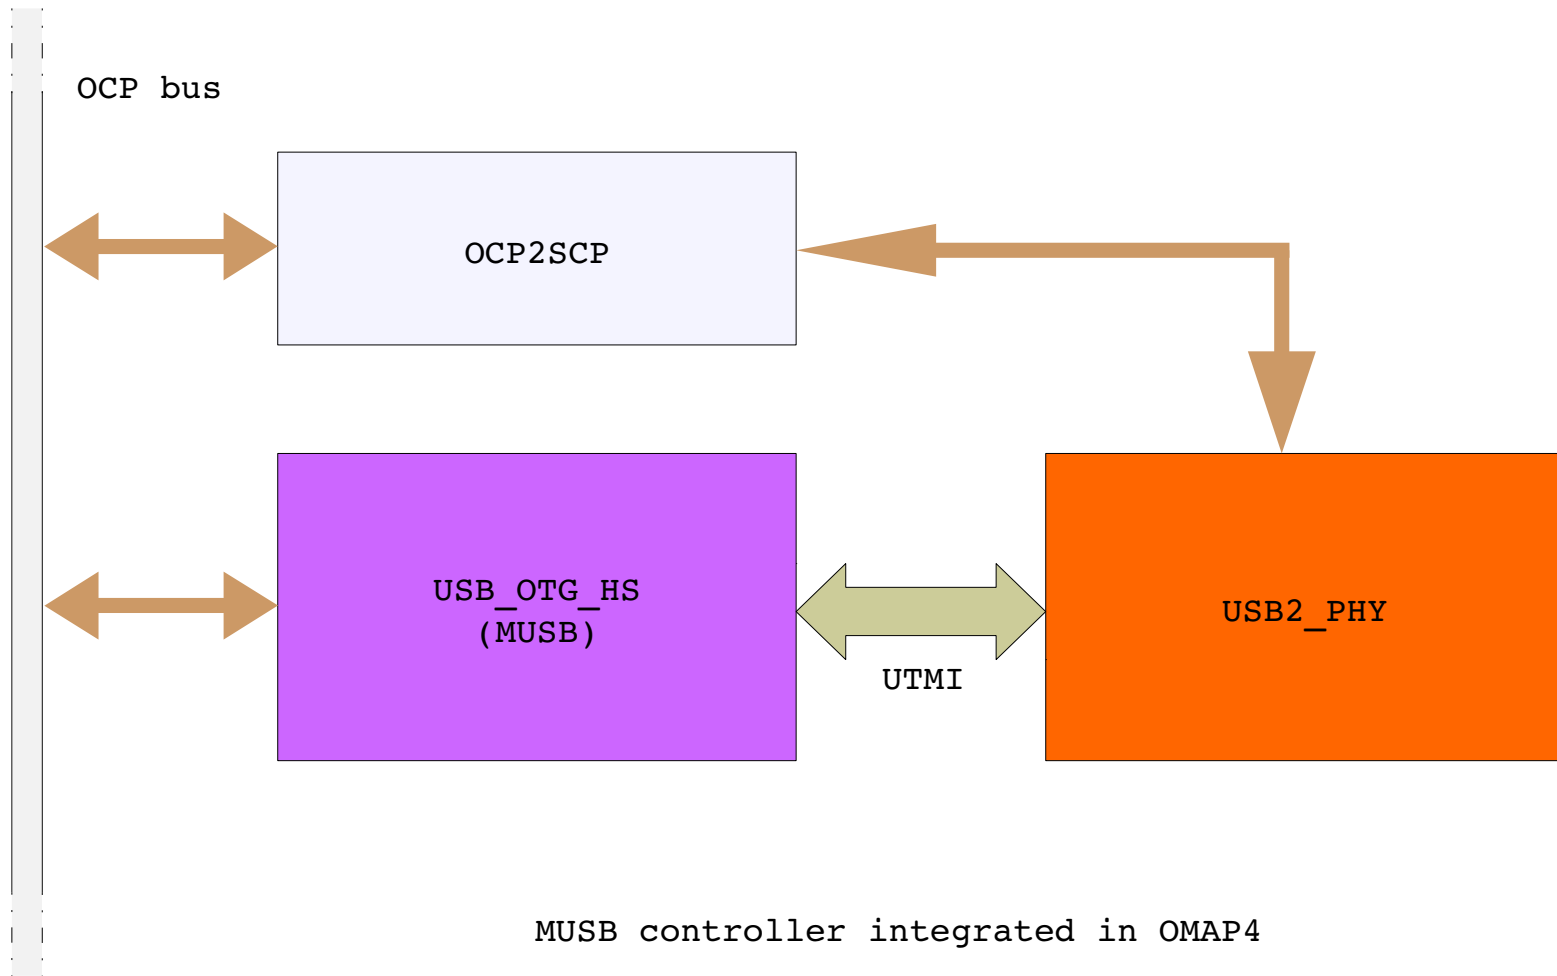 OCP bus
OCP2SCP
USB_OTG_HS
(MUSB)
USB2_PHY
UTMI
MUSB controller integrated in OMAP4